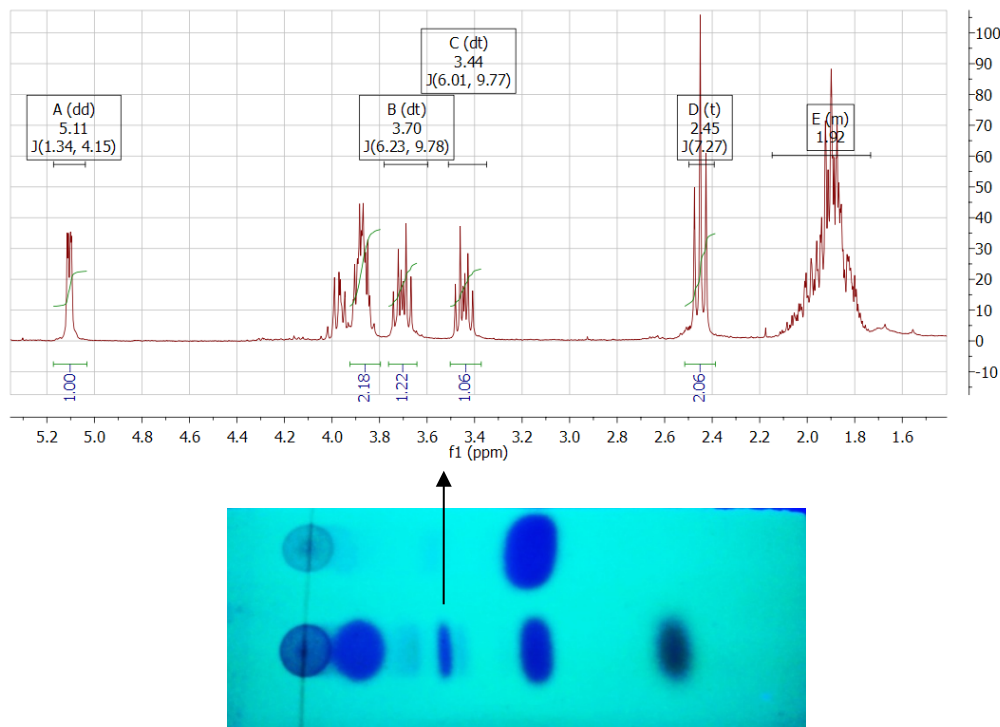 C (dt)
3.44
J(6.01, 9.77)
A (dd)
5.11
J(1.34, 4.15)
B (dt)
3.70
J(6.23, 9.78)
D (t)
2.45
J(7.27)
E (m)
1.92
100
90
80
70
60
50
40
30
20
10
0
-10
1.00
2.18
1.22
1.06
2.06
5.2 5.0 4.8 4.6 4.4 4.2 4.0 3.8 3.6 3.4 3.2 3.0 2.8 2.6 2.4 2.2 2.0 1.8 1.6
f1 (ppm)